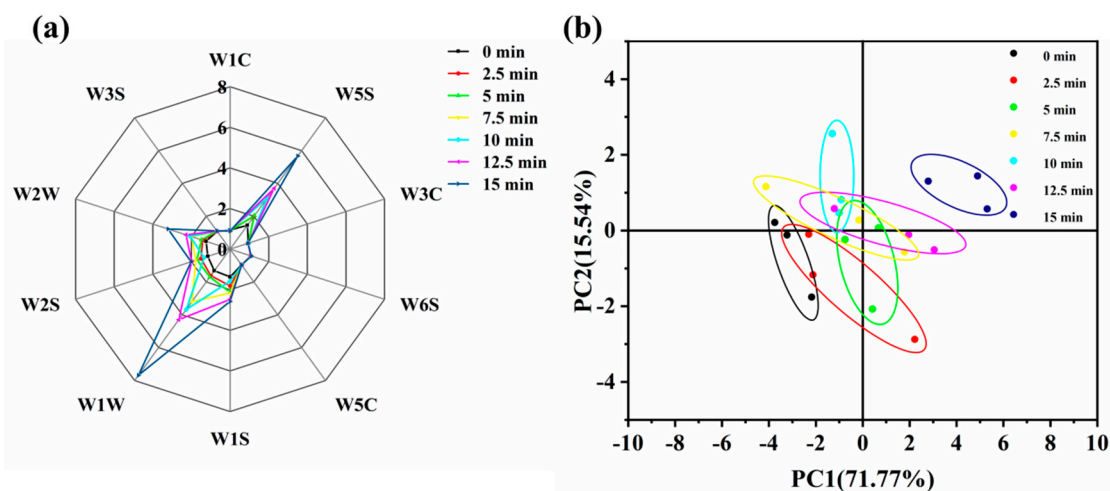 (a)
W1C
W5S
W3C
W6S
W5C
W1S
W1W
W2S
W2W
W3S
8
6
4
2
0
0 min
2.5 min
5 min
7.5 min
10 min
12.5 min
15 min
(b)
PC2(15.54%)
4
2
0
-2
-4
-10 -8 -6 -4 -2 0 2 4 6 8 10
PC1(71.77%)
0 min
2.5 min
5 min
7.5 min
10 min
12.5 min
15 min